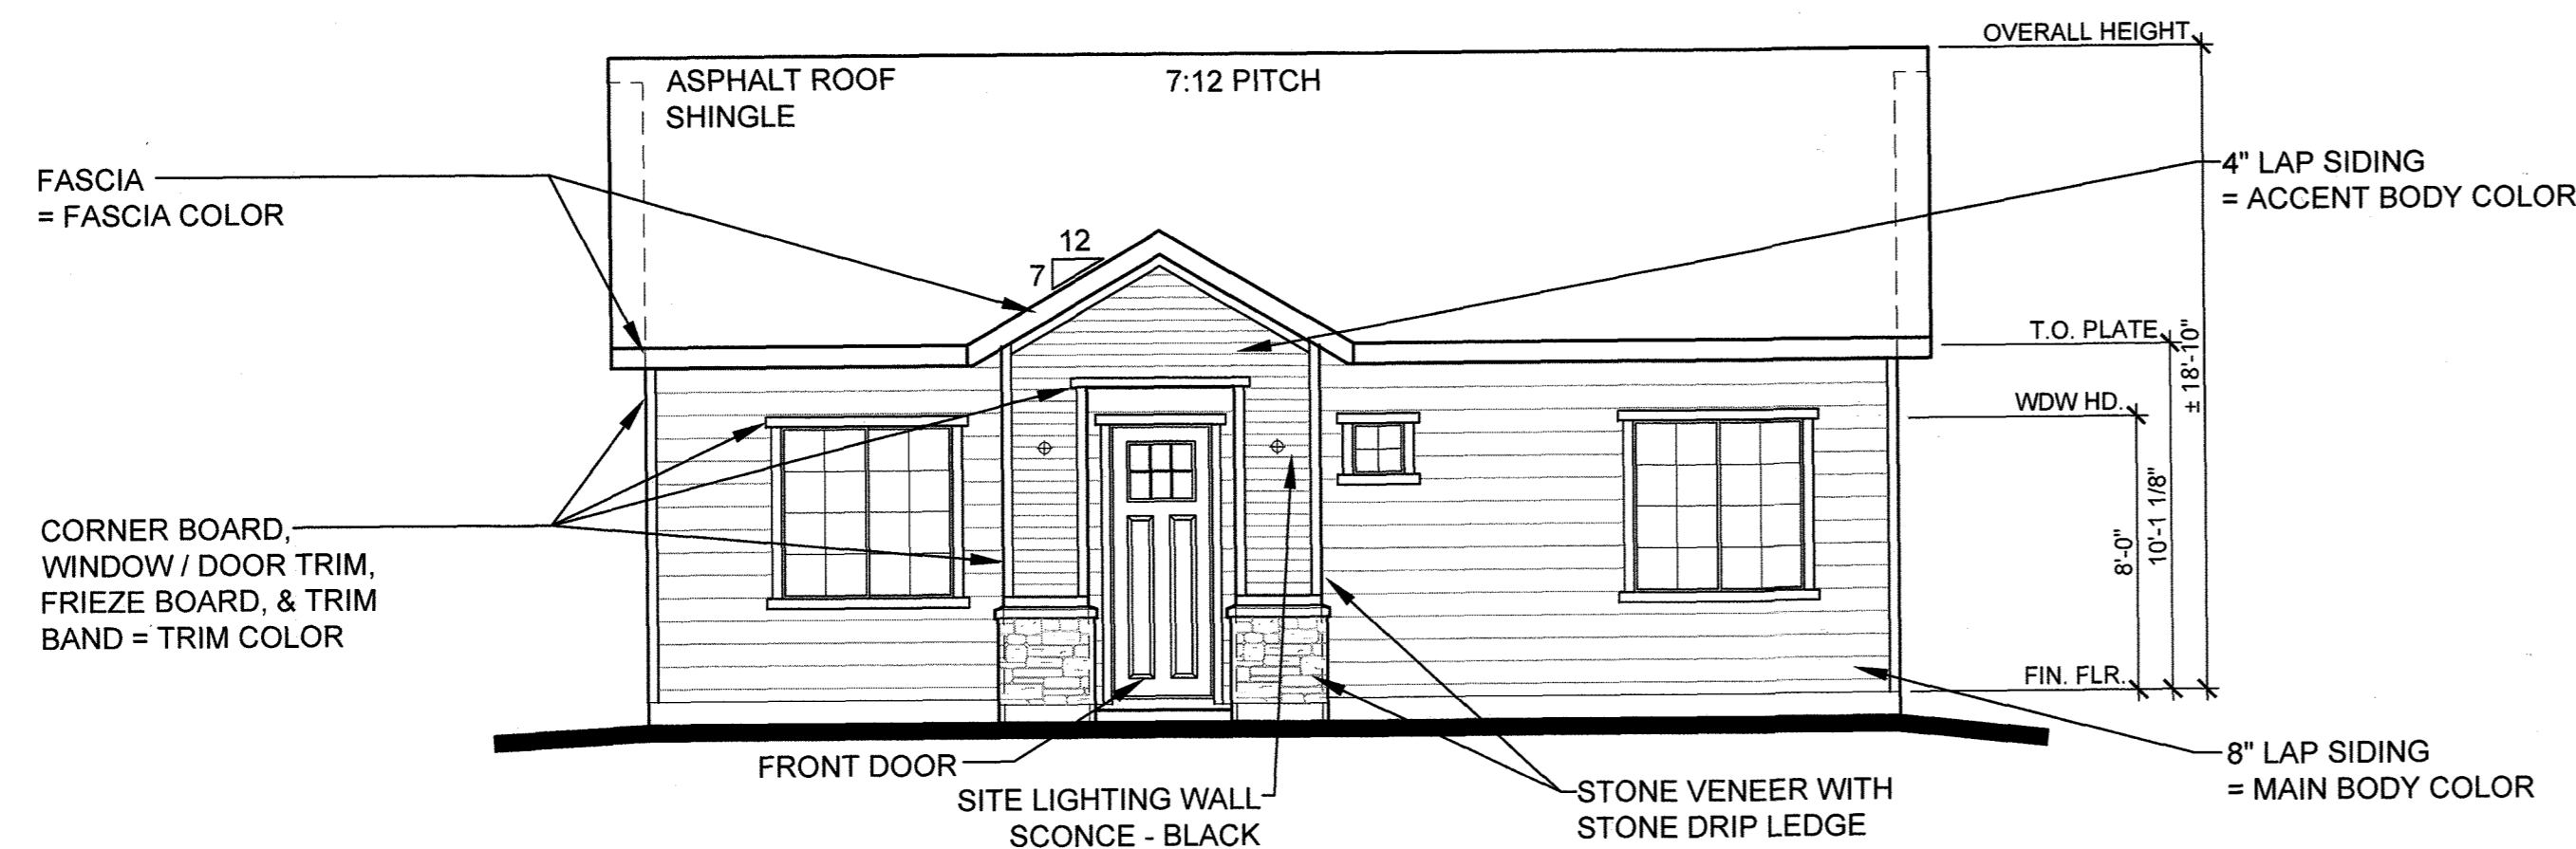 OVERALL HEIGHT
ASPHALT ROOF
SHINGLE
7:12 PITCH
FASCIA
= FASCIA COLOR
4" LAP SIDING
= ACCENT BODY COLOR
12
7
T.O. PLATE
± 18'-10"
WDW HD.
10'-1 1/8"
8'-0"
CORNER BOARD,
WINDOW / DOOR TRIM,
FRIEZE BOARD, & TRIM
BAND = TRIM COLOR
FIN. FLR.
FRONT DOOR
SITE LIGHTING WALL
SCONCE - BLACK
STONE VENEER WITH
STONE DRIP LEDGE
8" LAP SIDING
= MAIN BODY COLOR